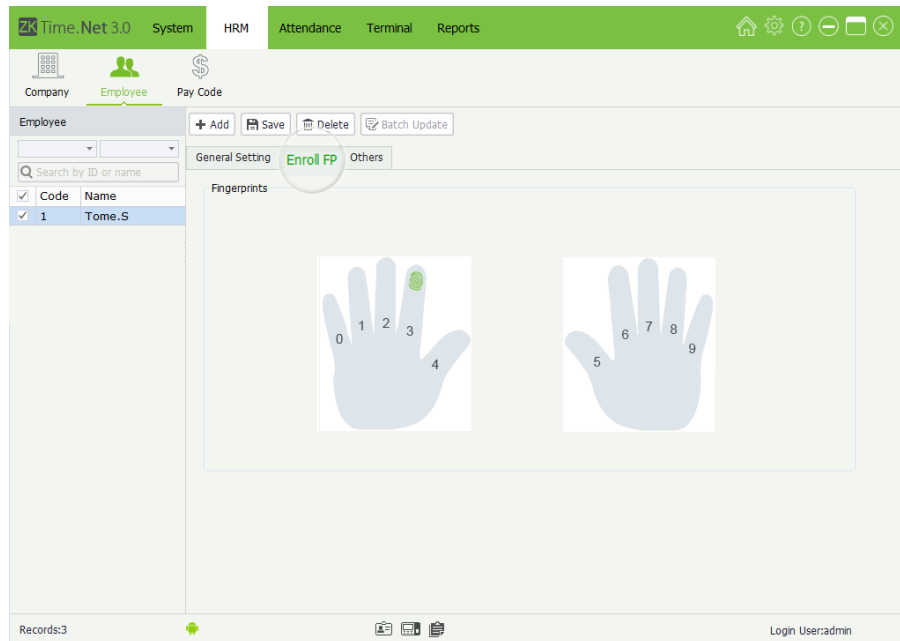 ZK Time.Net 3.0 System HRM Attendance Terminal Reports
Company Employee Pay Code
Employee
+ Add Save Delete Batch Update
General Setting Enroll FP Others
Search by ID or name
Fingerprints
Code Name
1 Tome.S
0 1 2 3 4 5 6 7 8 9
Records:3 Login User:admin